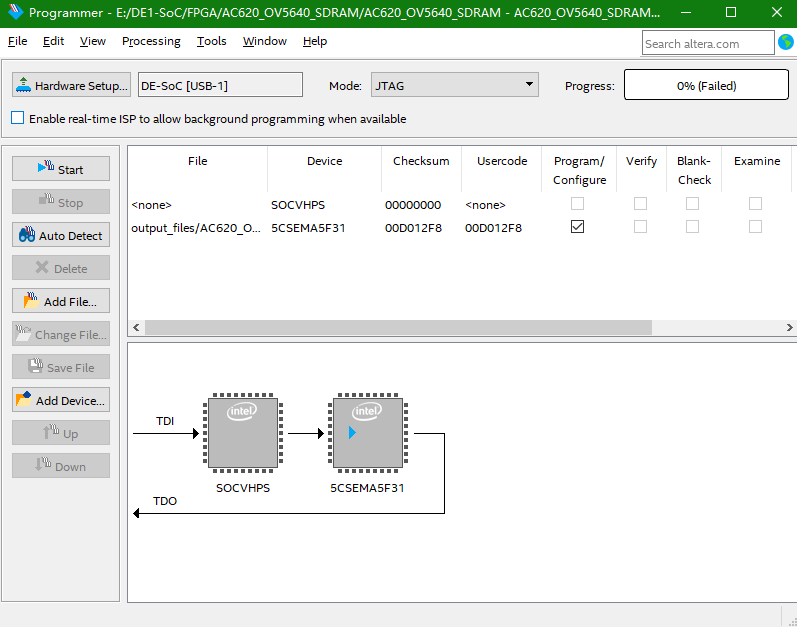 Programmer - E:/DE1-SoC/FPGA/AC620_OV5640_SDRAM/AC620_OV5640_SDRAM - AC620_OV5640_SDRAM...
File Edit View Processing Tools Window Help
Search altera.com
Hardware Setup... DE-SoC [USB-1] Mode: JTAG Progress: 0% (Failed)
Enable real-time ISP to allow background programming when available
Start
Stop
Auto Detect
Delete
Add File...
Change File...
Save File
Add Device...
Up
Down
File Device Checksum Usercode Program/ Verify Blank- Examine
Configure Check
<none> SOCVHPS 00000000 <none>
output_files/AC620_O... 5CSEMA5F31 00D012F8 00D012F8
intel intel
TDI
SOCVHPS 5CSEMA5F31
TDO